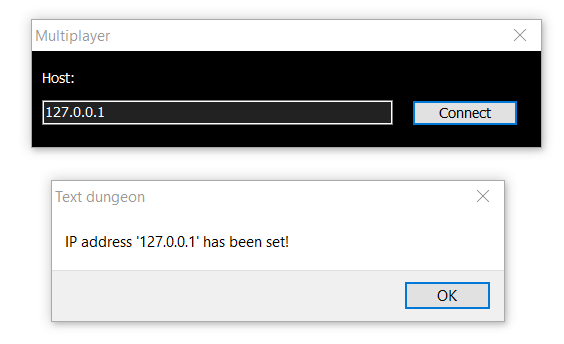 Multiplayer
Host:
127.0.0.1
Connect
Text dungeon
IP address '127.0.0.1' has been set!
OK